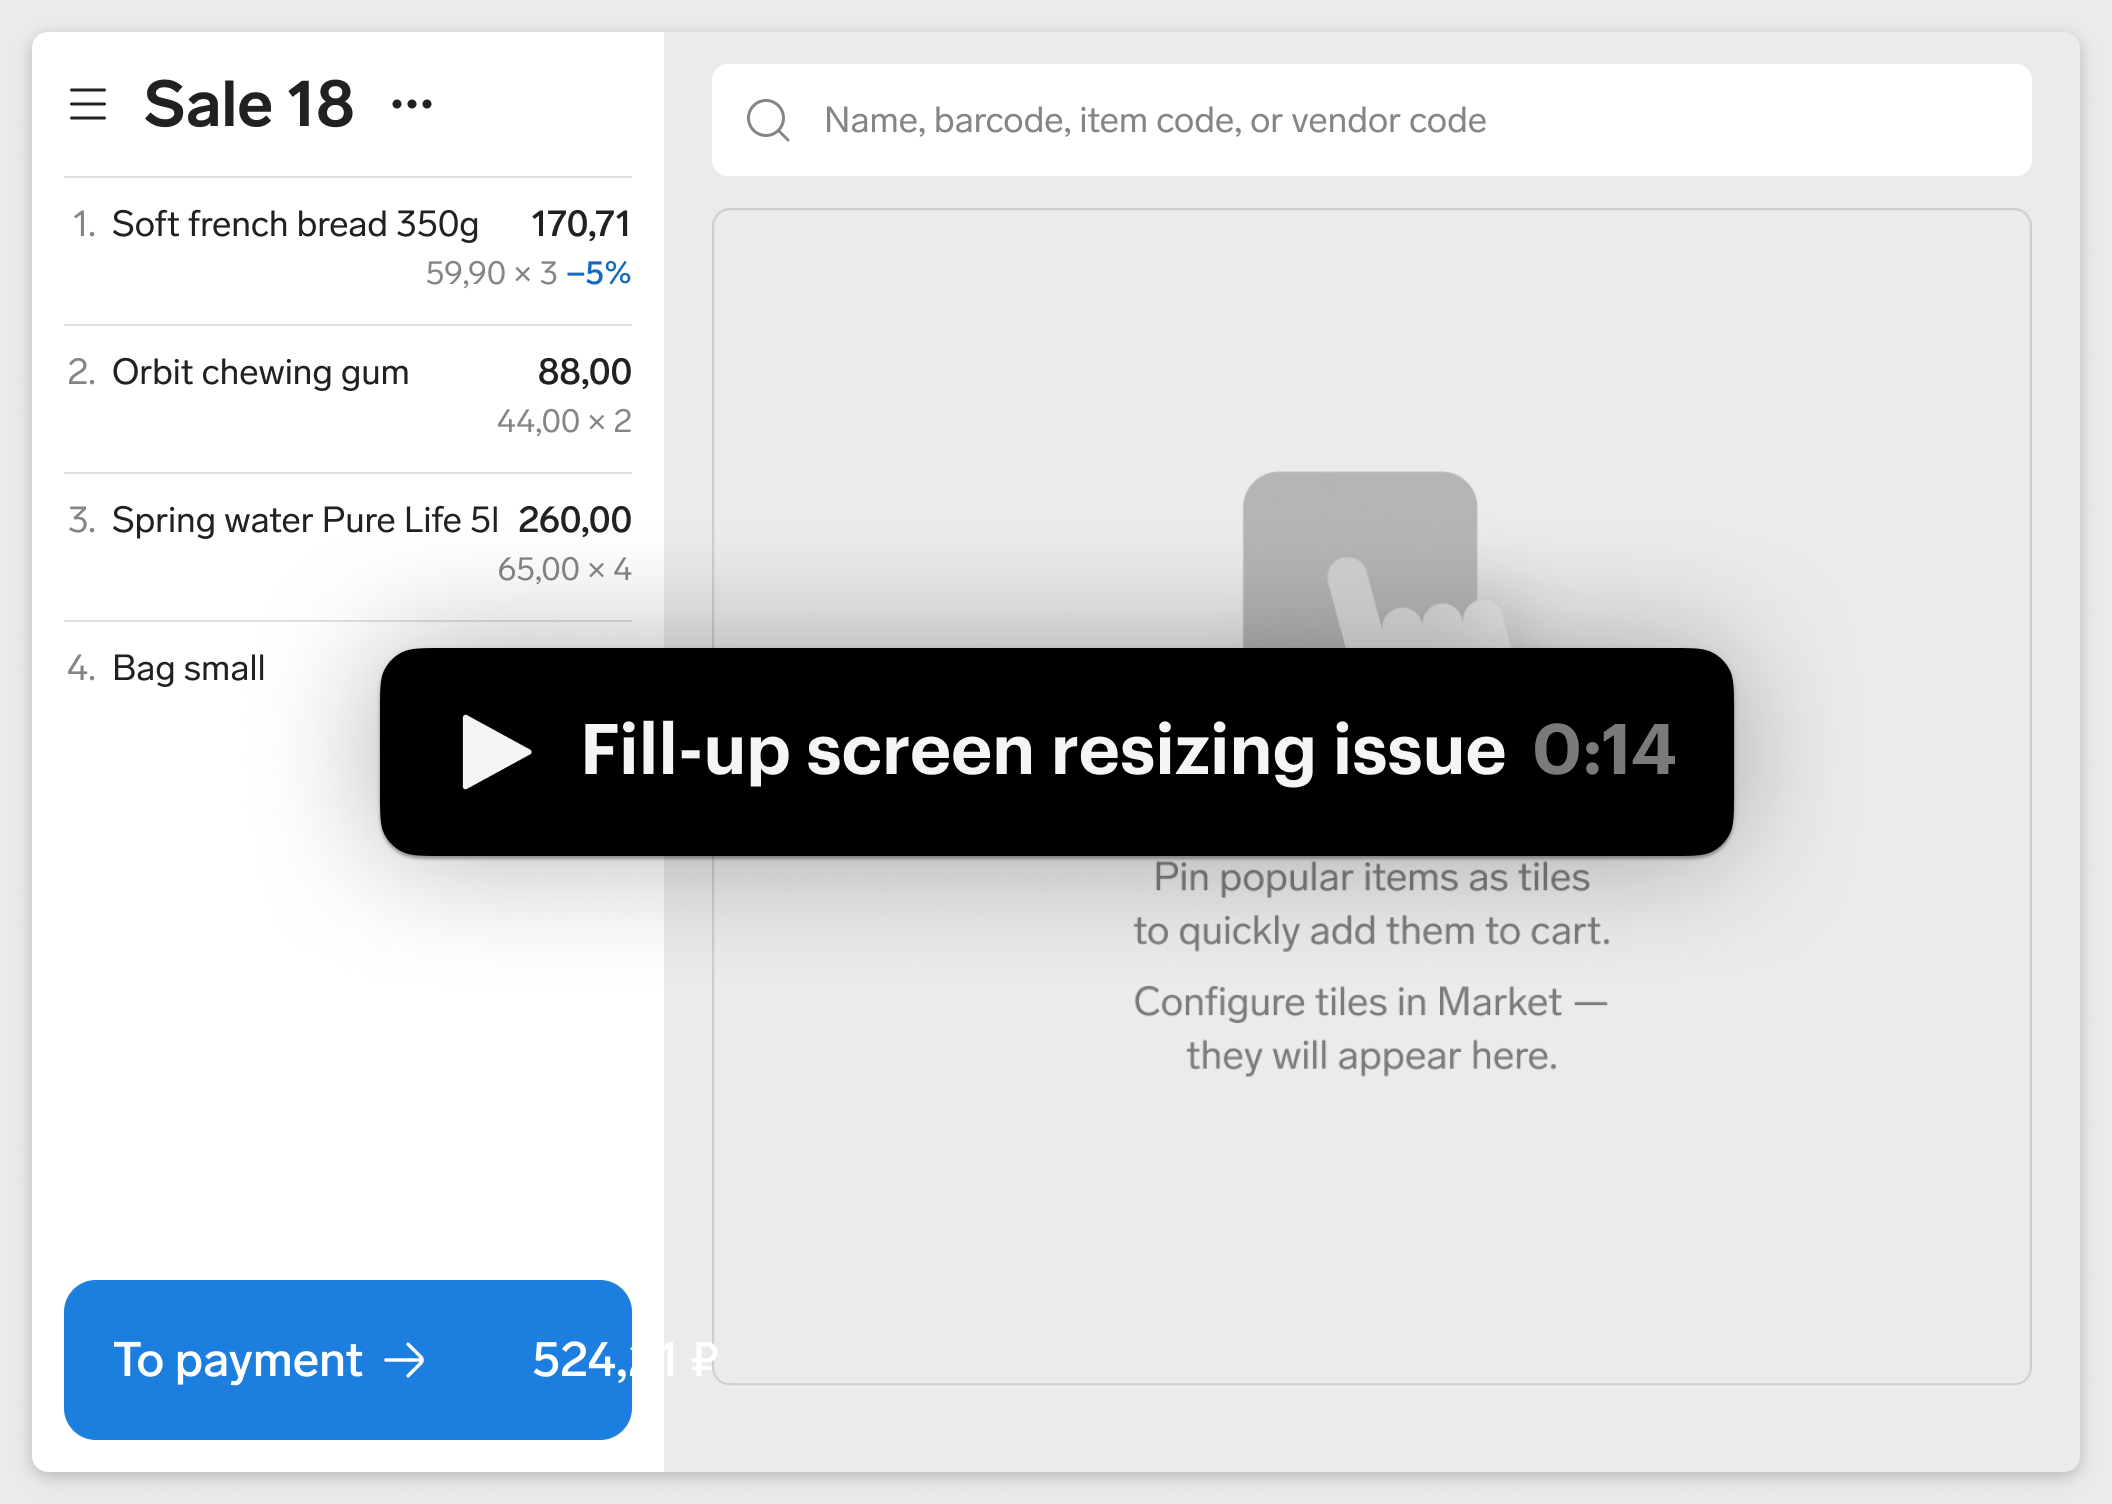 Sale 18 ···
1. Soft french bread 350g 170,71
59,90 × 3 –5%
2. Orbit chewing gum 88,00
44,00 × 2
3. Spring water Pure Life 5l 260,00
65,00 × 4
4. Bag small
To payment → ₽
Name, barcode, item code, or vendor code
Fill-up screen resizing issue 0:14
Pin popular items as tiles
to quickly add them to cart.
Configure tiles in Market —
they will appear here.